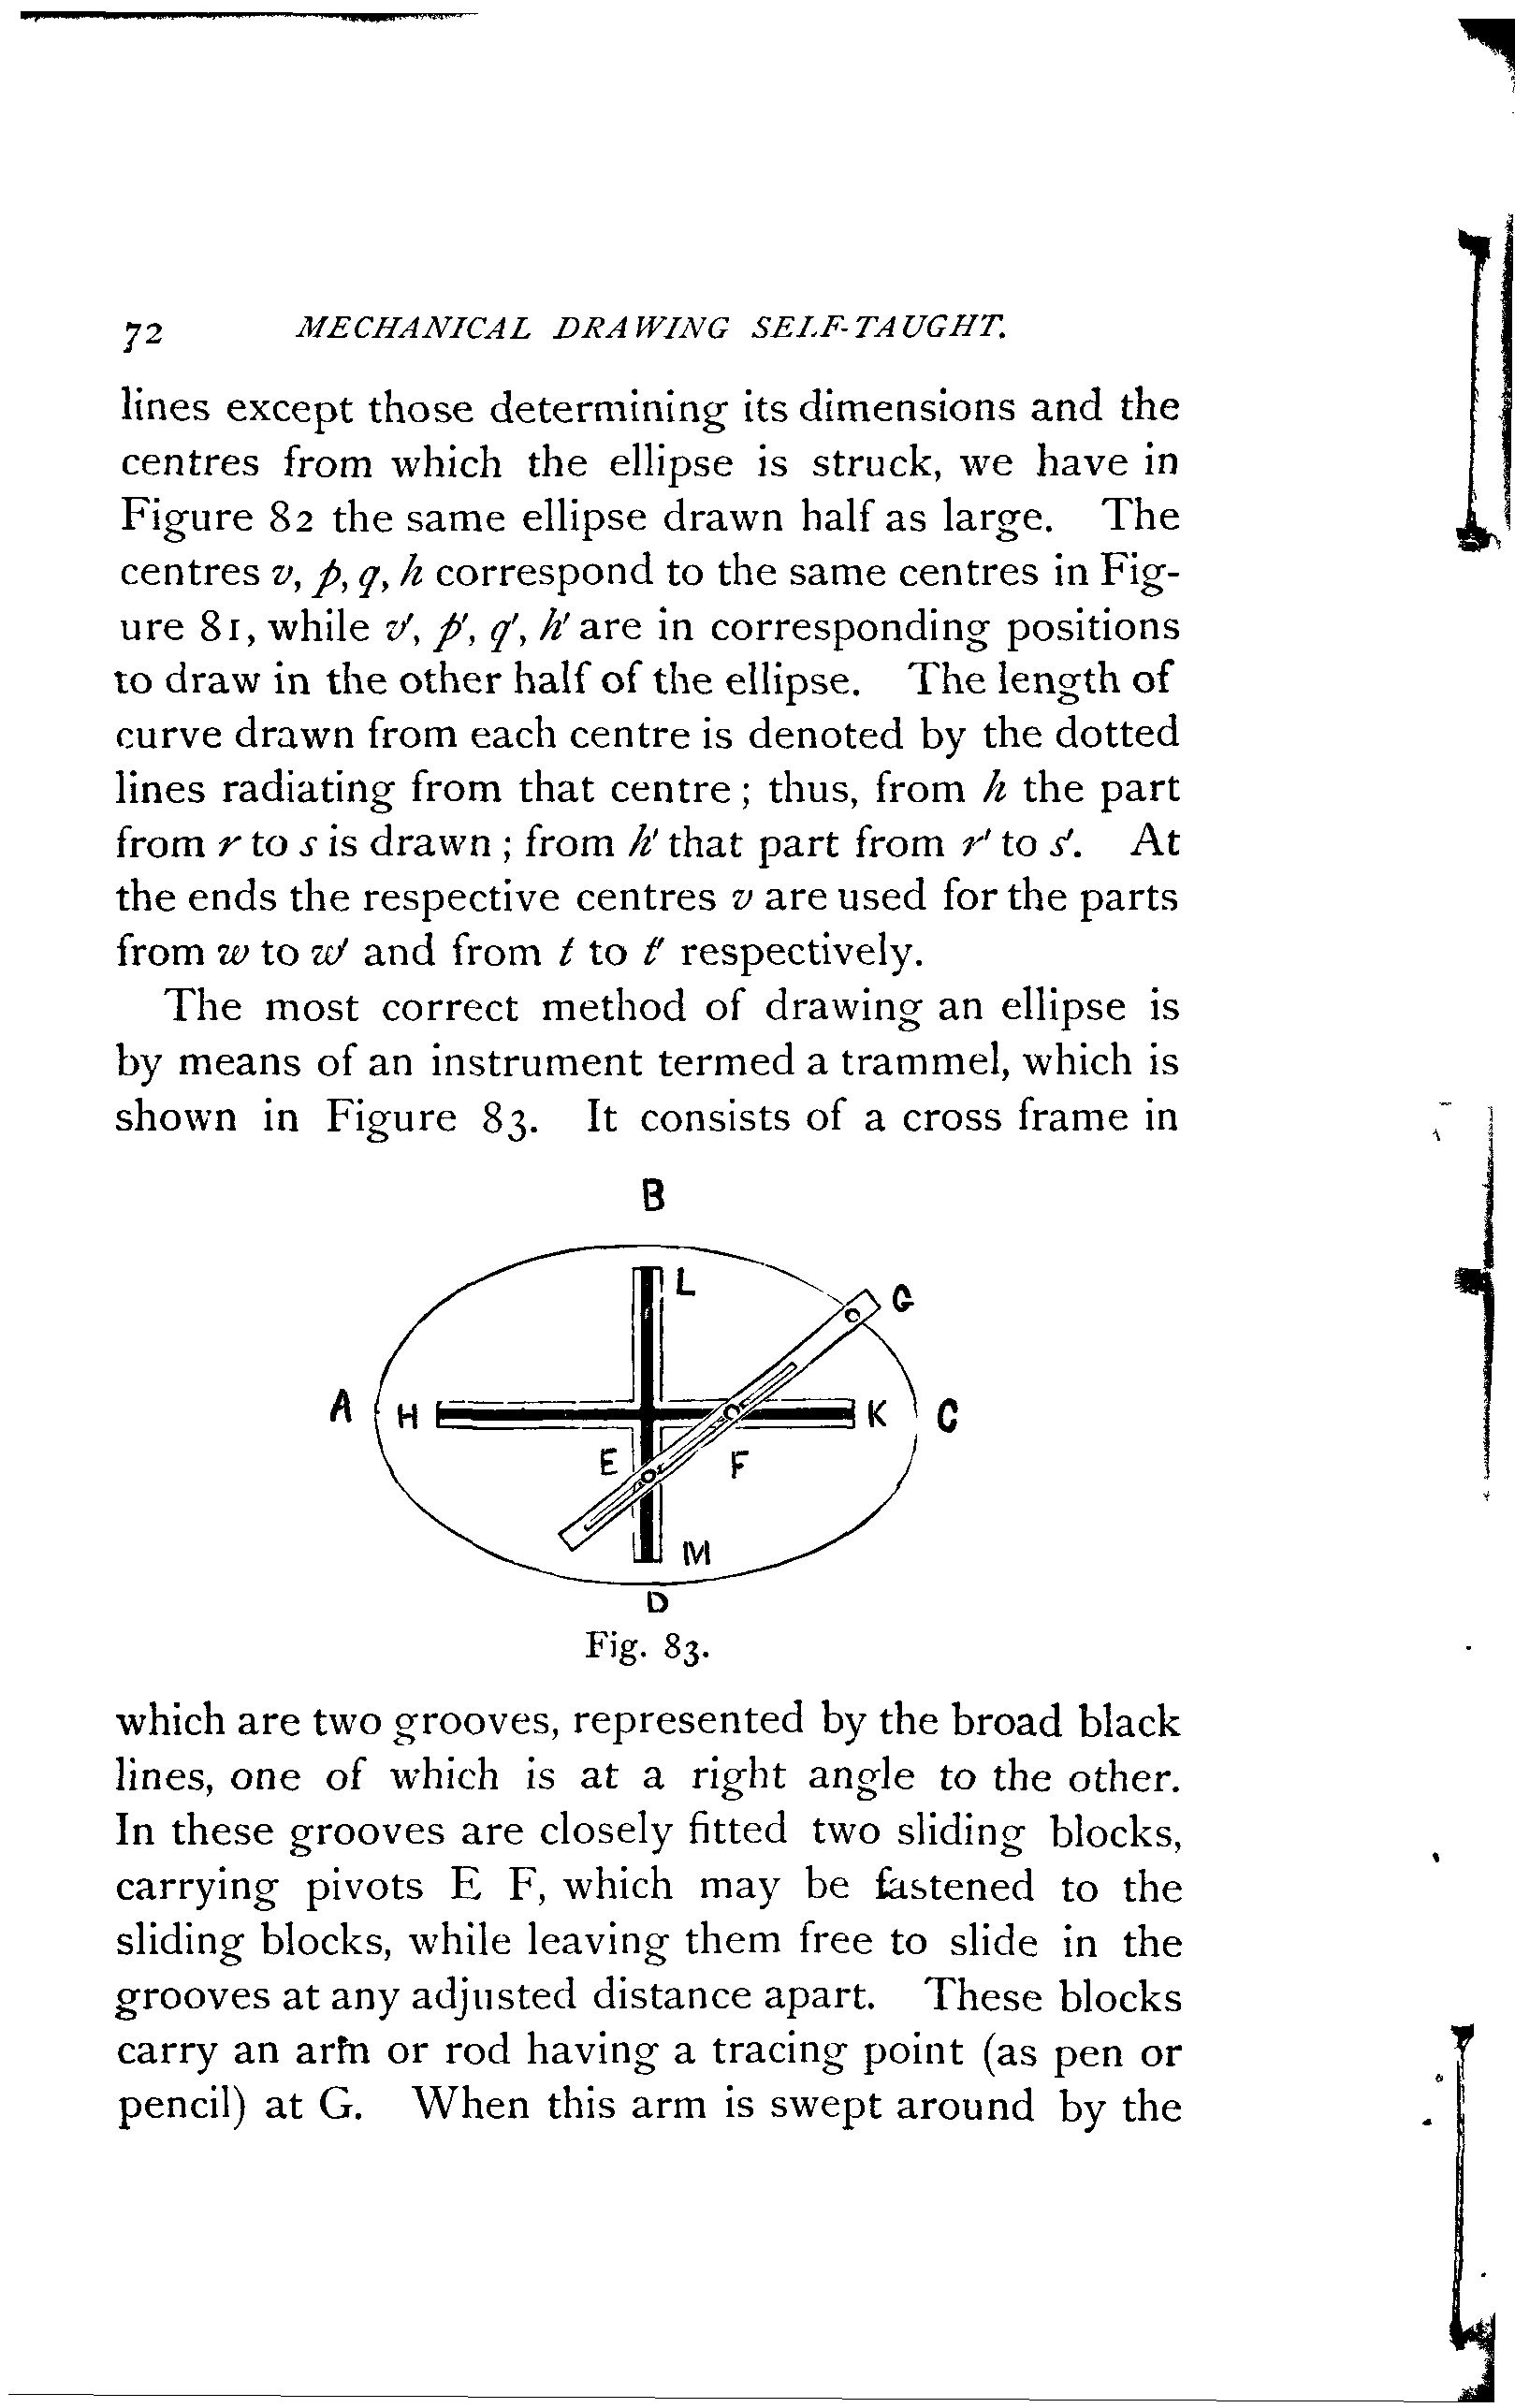 72 MECHANICAL DRAWING SELF-TAUGHT.
lines except those determining its dimensions and the
centres from which the ellipse is struck, we have in
Figure 82 the same ellipse drawn half as large. The
centres v, p, q, h correspond to the same centres in Fig-
ure 81, while v', p', q', h' are in corresponding positions
to draw in the other half of the ellipse. The length of
curve drawn from each centre is denoted by the dotted
lines radiating from that centre; thus, from h the part
from r to s is drawn; from h' that part from r' to s'. At
the ends the respective centres v are used for the parts
from w to w' and from t to t' respectively.
The most correct method of drawing an ellipse is
by means of an instrument termed a trammel, which is
shown in Figure 83. It consists of a cross frame in
B
L
G
A H K C
E F
M
D
Fig. 83.
which are two grooves, represented by the broad black
lines, one of which is at a right angle to the other.
In these grooves are closely fitted two sliding blocks,
carrying pivots E F, which may be fastened to the
sliding blocks, while leaving them free to slide in the
grooves at any adjusted distance apart. These blocks
carry an arm or rod having a tracing point (as pen or
pencil) at G. When this arm is swept around by the